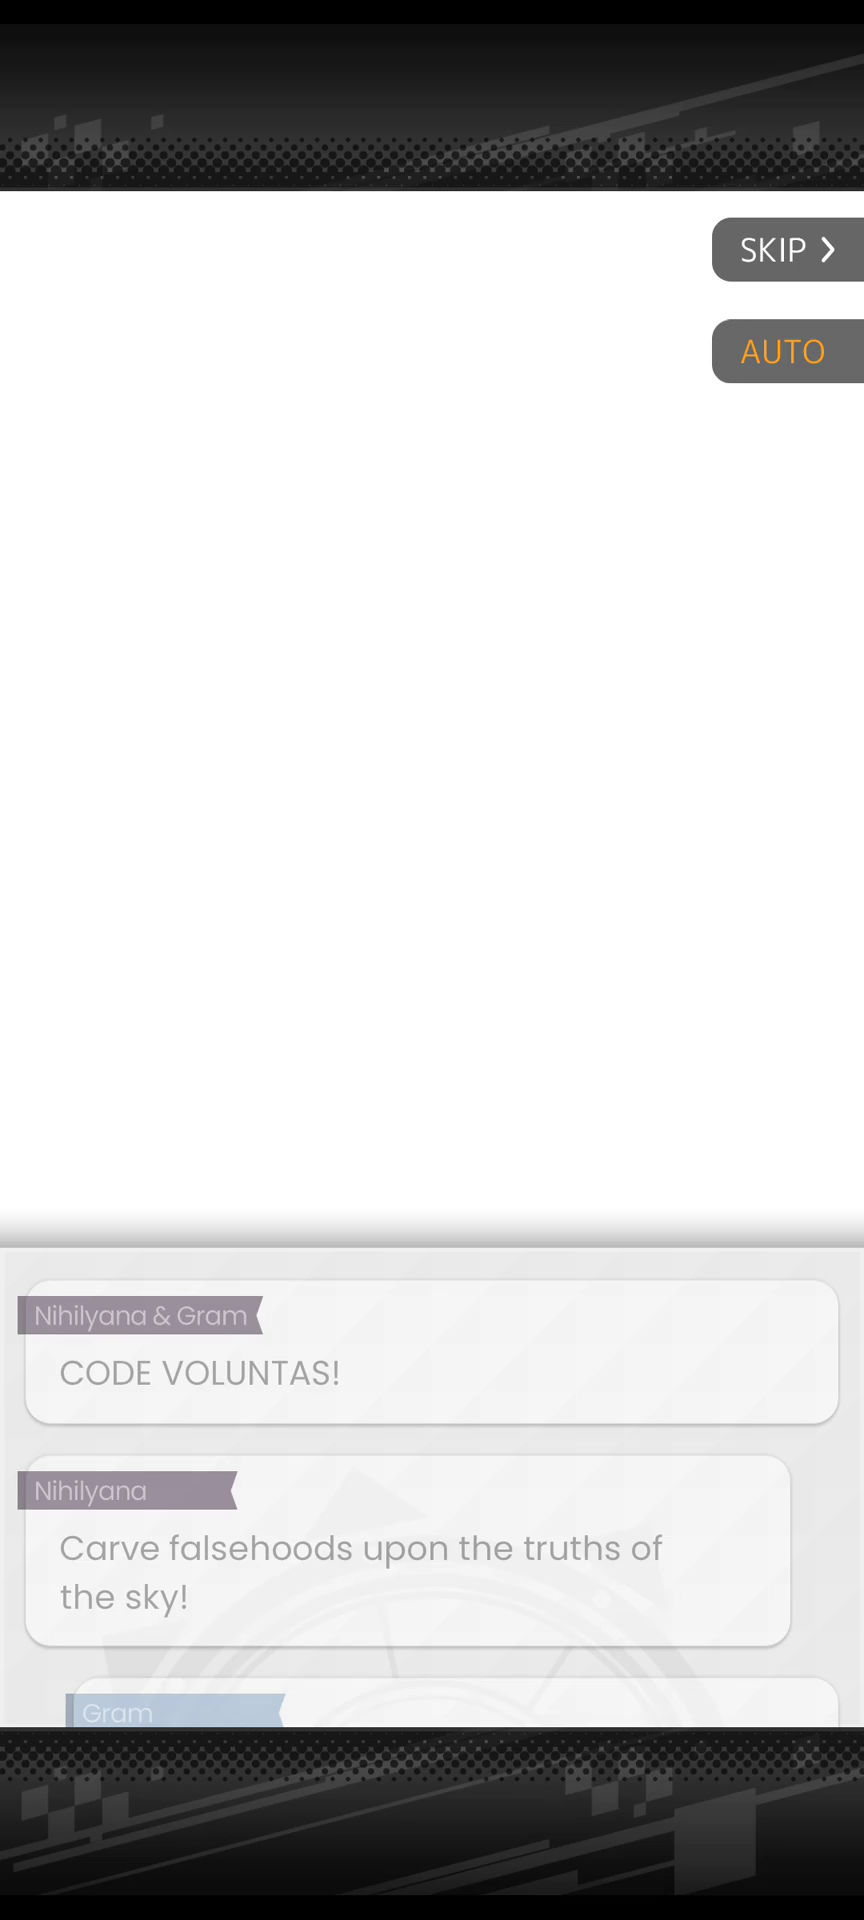 SKIP
AUTO
Nihilyana & Gram
CODE VOLUNTAS!
Nihilyana
Carve falsehoods upon the truths of
the sky!
Gram